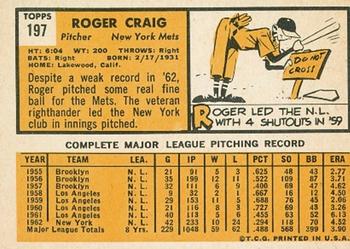 TOPPS
197
ROGER CRAIG
Pitcher New York Mets
HT: 6:04 WT: 200 THROWS: Right
BATS: Right BORN: 2/17/1931
HOME: Lakewood, Calif.
Despite a weak record in '62,
Roger pitched some real fine
ball for the Mets. The veteran
righthander led the New York
club in innings pitched.
DO NOT
CROSS
ROGER LED THE N.L.
WITH 4 SHUTOUTS IN '59
COMPLETE MAJOR LEAGUE PITCHING RECORD
YEAR TEAM LEA. G IP W L PCT SO BB ERA
1955 Brooklyn N. L. 21 91 5 3 .625 48 43 2.77
1956 Brooklyn N. L. 35 199 12 11 .522 109 87 3.71
1957 Brooklyn N. L. 32 111 6 9 .400 69 47 4.62
1958 Los Angeles N. L. 9 32 2 1 .667 16 12 4.50
1959 Los Angeles N. L. 29 153 11 5 .688 76 45 2.06
1960 Los Angeles N. L. 21 116 8 3 .727 69 43 3.26
1961 Los Angeles N. L. 40 113 5 6 .455 63 52 6.13
1962 New York N. L. 42 233 10 24 .294 118 70 4.52
Major League Totals 8 Yrs. 229 1048 59 62
©T.C.G. PRINTED IN U.S.A.